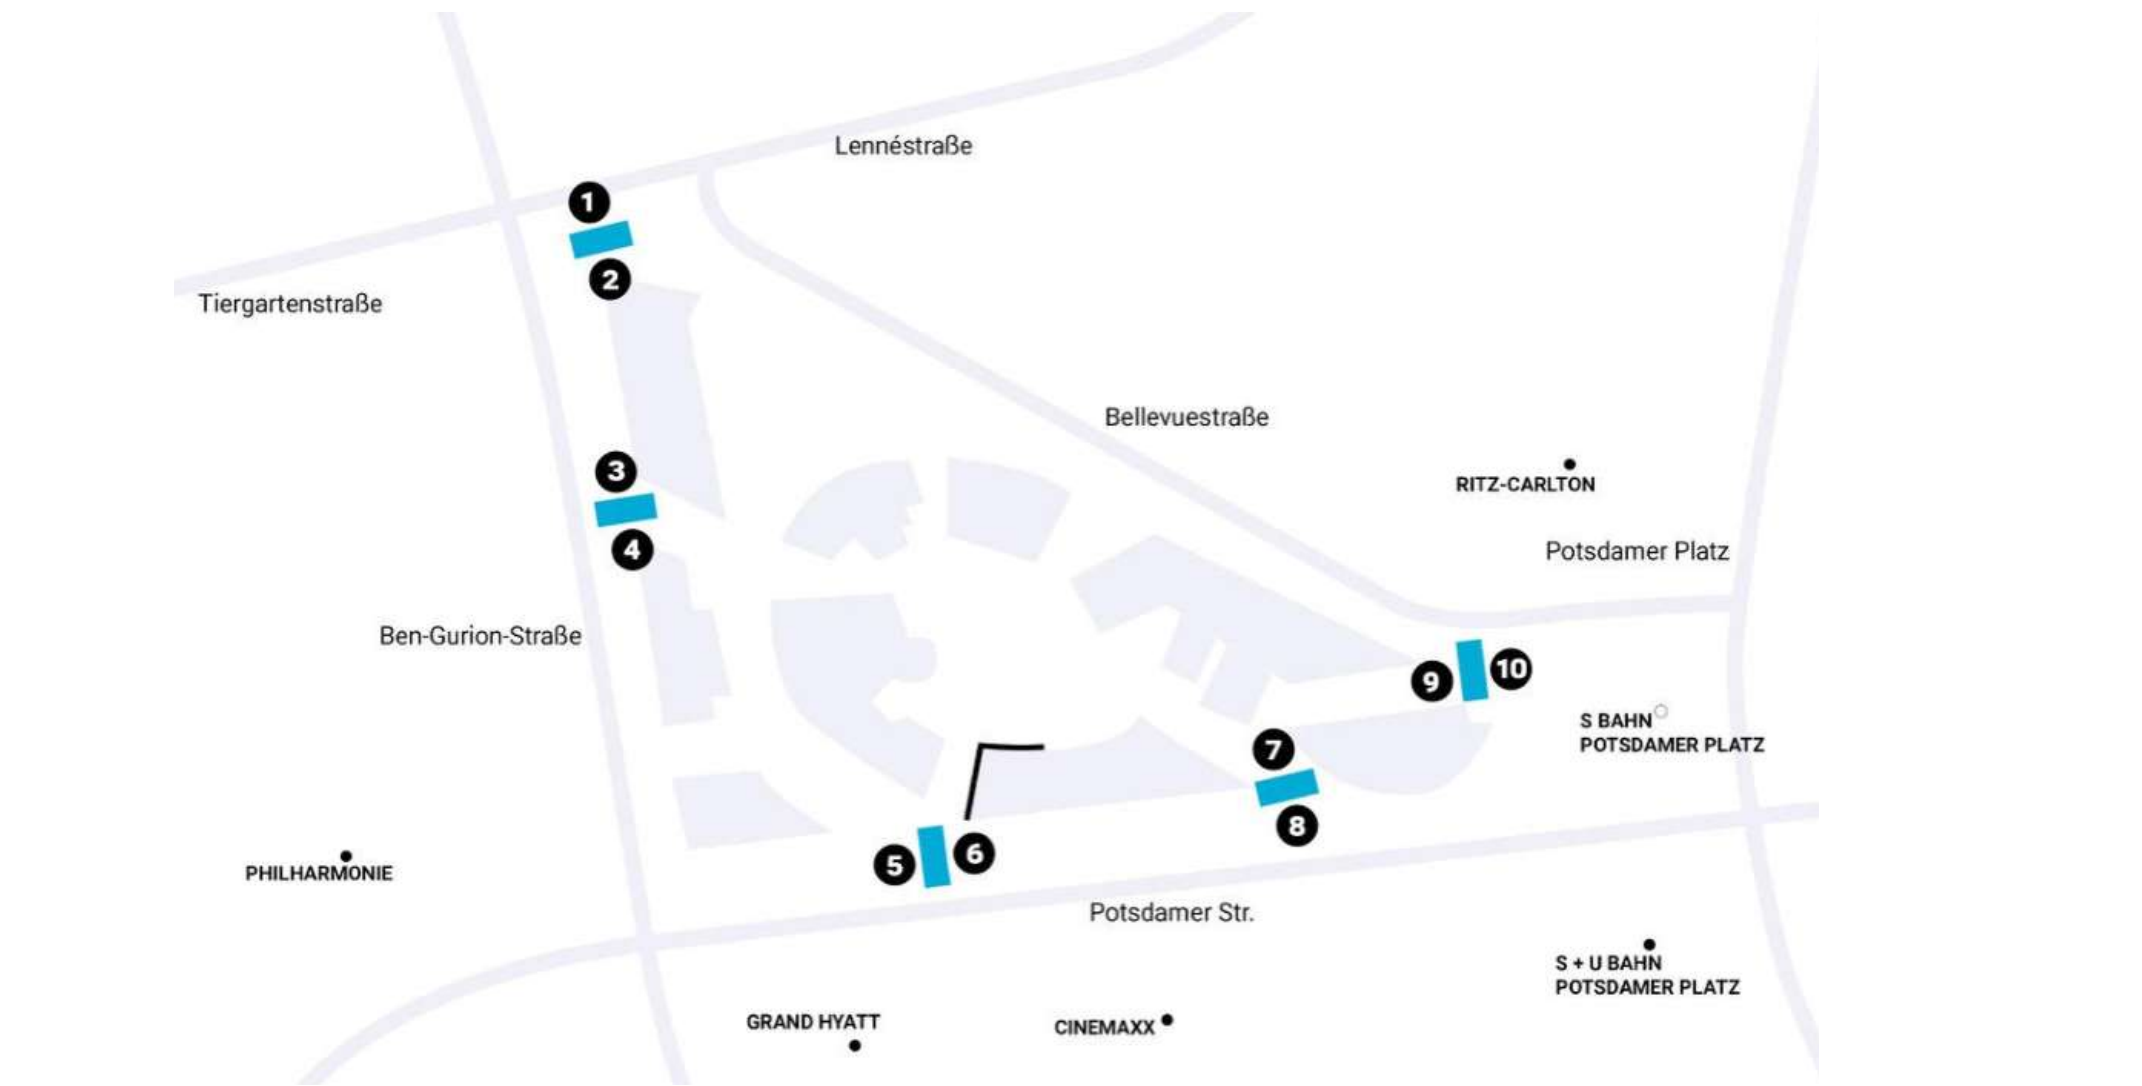 Lennéstraße
1
2
Tiergartenstraße
Bellevuestraße
3
RITZ-CARLTON
4
Potsdamer Platz
Ben-Gurion-Straße
9
10
S BAHN
POTSDAMER PLATZ
7
8
5
6
PHILHARMONIE
Potsdamer Str.
S + U BAHN
POTSDAMER PLATZ
GRAND HYATT
CINEMAXX